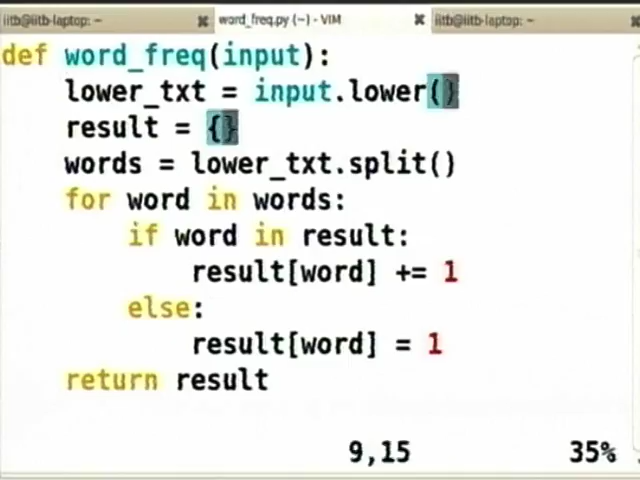 iitb@iitb-laptop: ~ ✖ word_freq.py (~) - VIM ✖ iitb@iitb-laptop: ~ ✖
def word_freq(input):
    lower_txt = input.lower()
    result = {}
    words = lower_txt.split()
    for word in words:
        if word in result:
            result[word] += 1
        else:
            result[word] = 1
    return result
9,15 35%